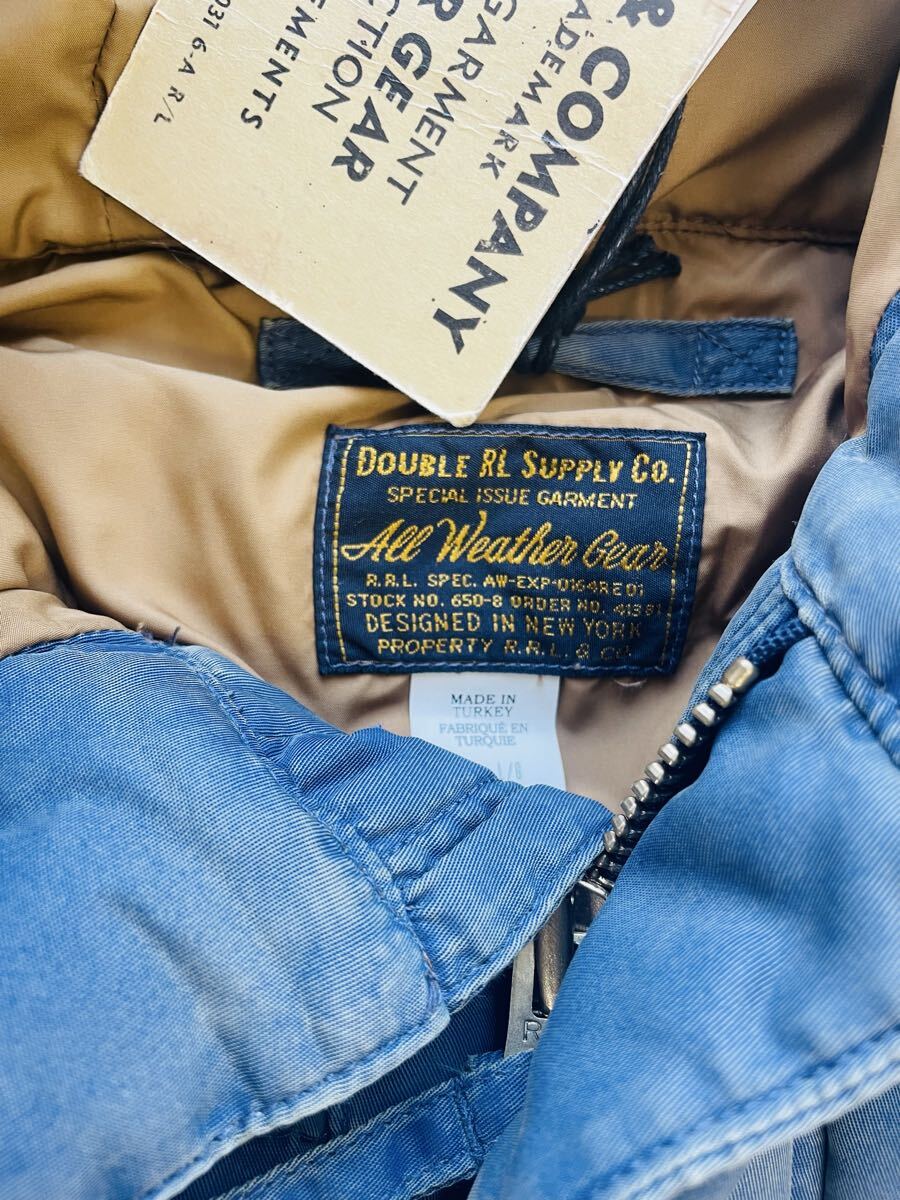 & COMPANY
ADEMARK
GARMENT
R GEAR
CTION
EMENTS
031 6-A R/L
DOUBLE RL SUPPLY CO.
SPECIAL ISSUE GARMENT
All Weather Gear
R.R.L. SPEC. AW-EXP-0164RE01
STOCK NO. 650-8 ORDER NO. 41381
DESIGNED IN NEW YORK
PROPERTY R.R.L. & CO.
MADE IN
TURKEY
FABRIQUÉ EN
TURQUIE
R